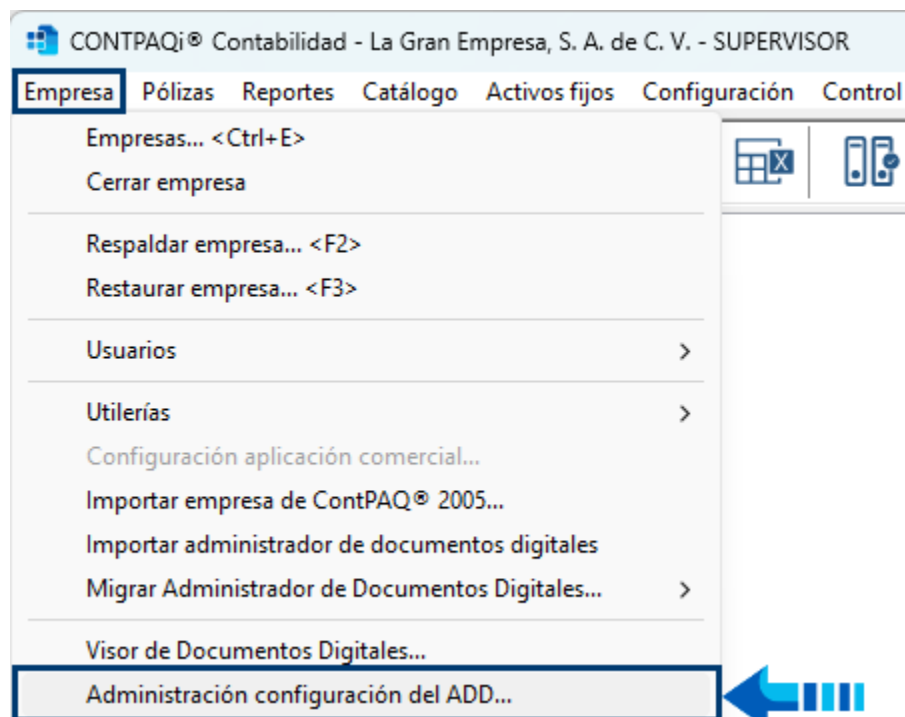 CONTPAQi® Contabilidad - La Gran Empresa, S. A. de C. V. - SUPERVISOR
Empresa Pólizas Reportes Catálogo Activos fijos Configuración Control
Empresas... <Ctrl+E>
Cerrar empresa
Respaldar empresa... <F2>
Restaurar empresa... <F3>
Usuarios
Utilerías
Configuración aplicación comercial...
Importar empresa de ContPAQ® 2005...
Importar administrador de documentos digitales
Migrar Administrador de Documentos Digitales...
Visor de Documentos Digitales...
Administración configuración del ADD...